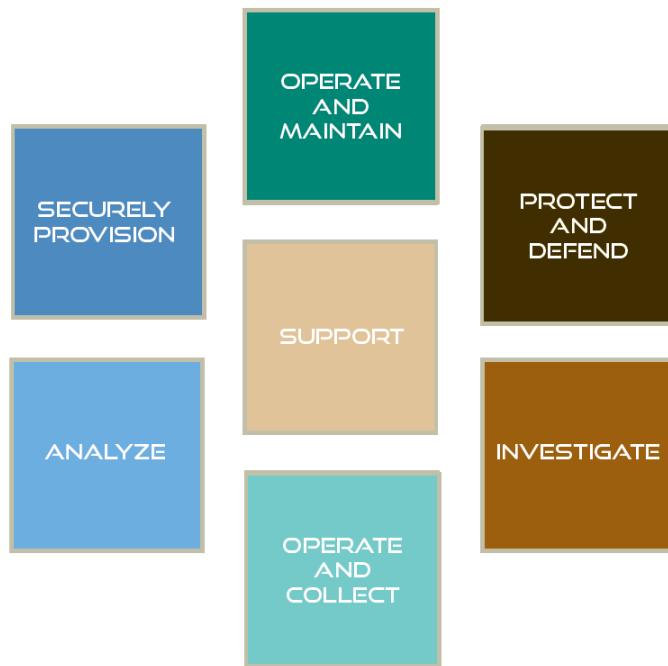 OPERATE
AND
MAINTAIN
SECURELY
PROVISION
PROTECT
AND
DEFEND
SUPPORT
ANALYZE
INVESTIGATE
OPERATE
AND
COLLECT